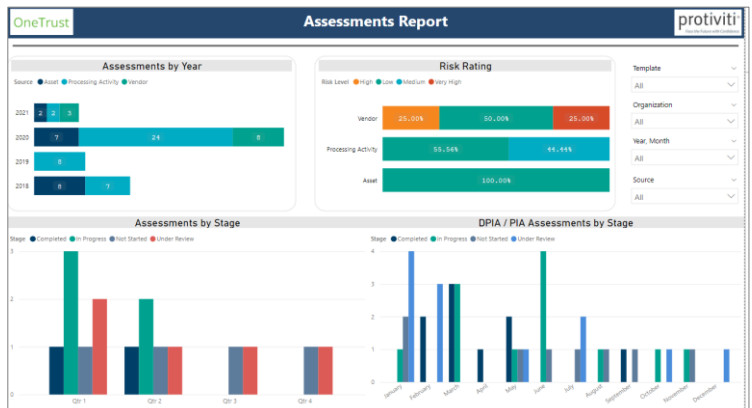 OneTrust
Assessments Report
protiviti
Face the Future with Confidence
Assessments by Year
Source Asset Processing Activity Vendor
2021 2 2 3
2020 7 24 8
2019 8
2018 8 7
Risk Rating
Risk Level High Low Medium Very High
Vendor 25.00% 50.00% 25.00%
Processing Activity 55.56% 44.44%
Asset 100.00%
Template
All
Organization
All
Year, Month
All
Source
All
Assessments by Stage
Stage Completed In Progress Not Started Under Review
3
2
1
0
Qtr 1 Qtr 2 Qtr 3 Qtr 4
DPIA / PIA Assessments by Stage
Stage Completed In Progress Not Started Under Review
4
3
2
1
0
January February March April May June July August September October November December